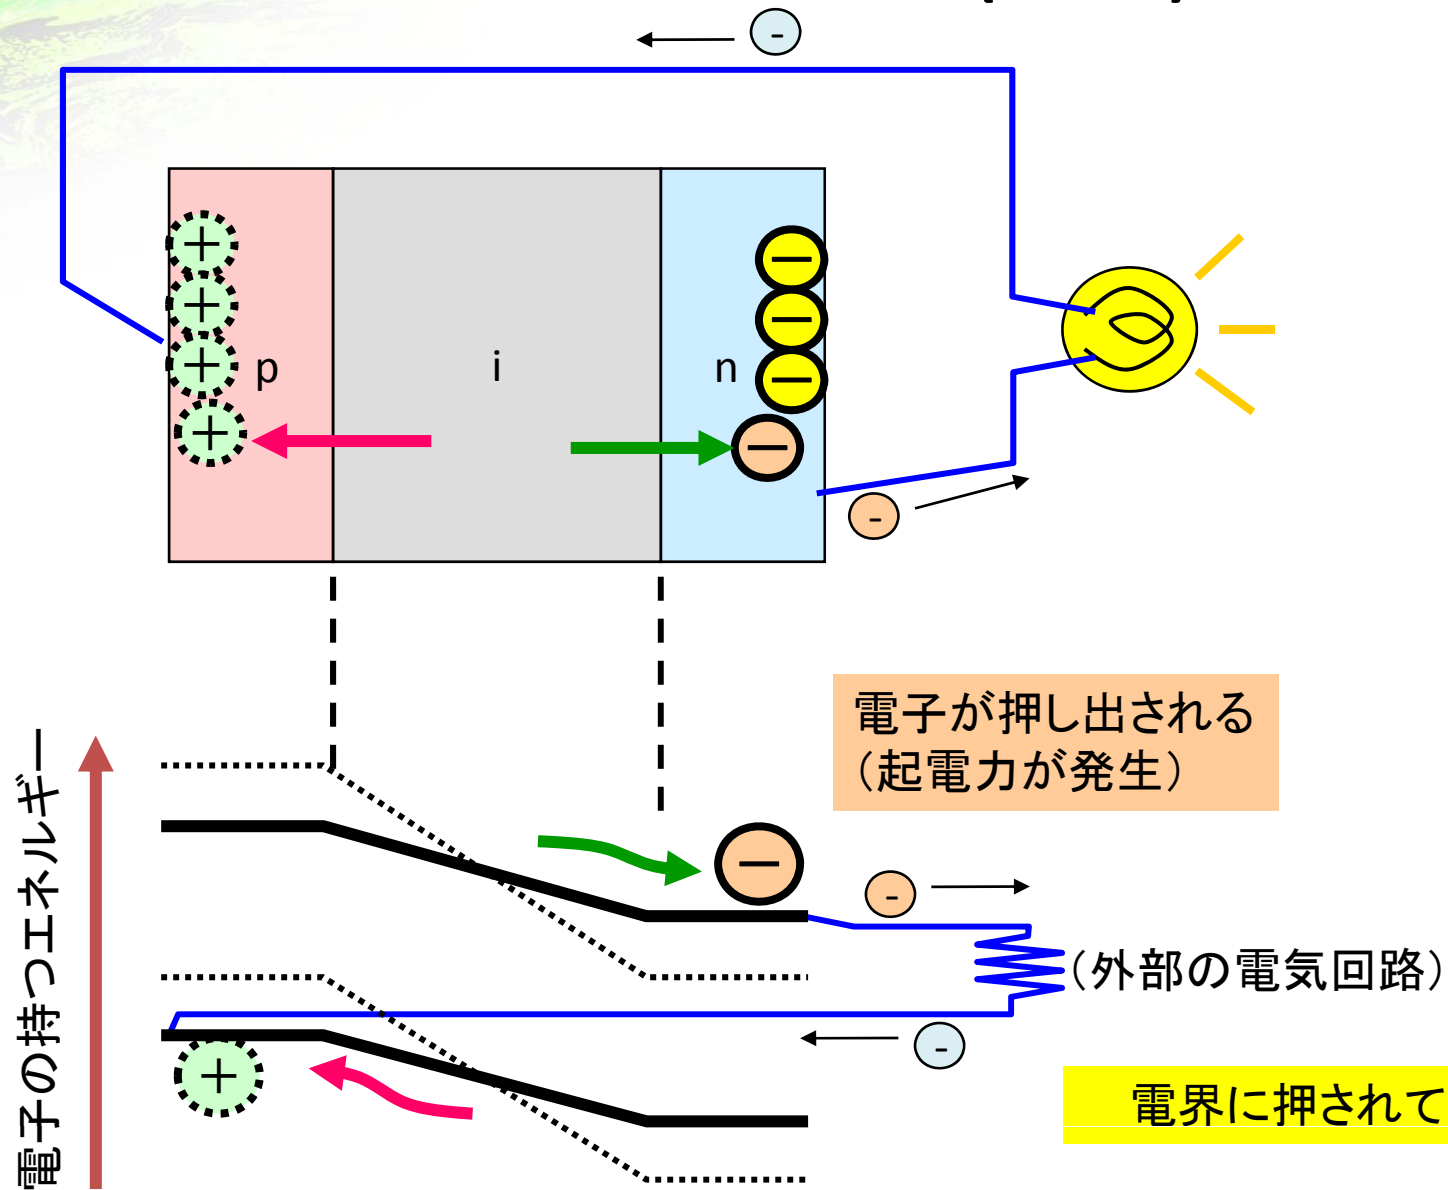 -
+
+
+
+
p
i
n
−
−
−
−
-
電子が押し出される
（起電力が発生）
電子の持つエネルギー
−
-
（外部の電気回路）
-
+
電界に押されて